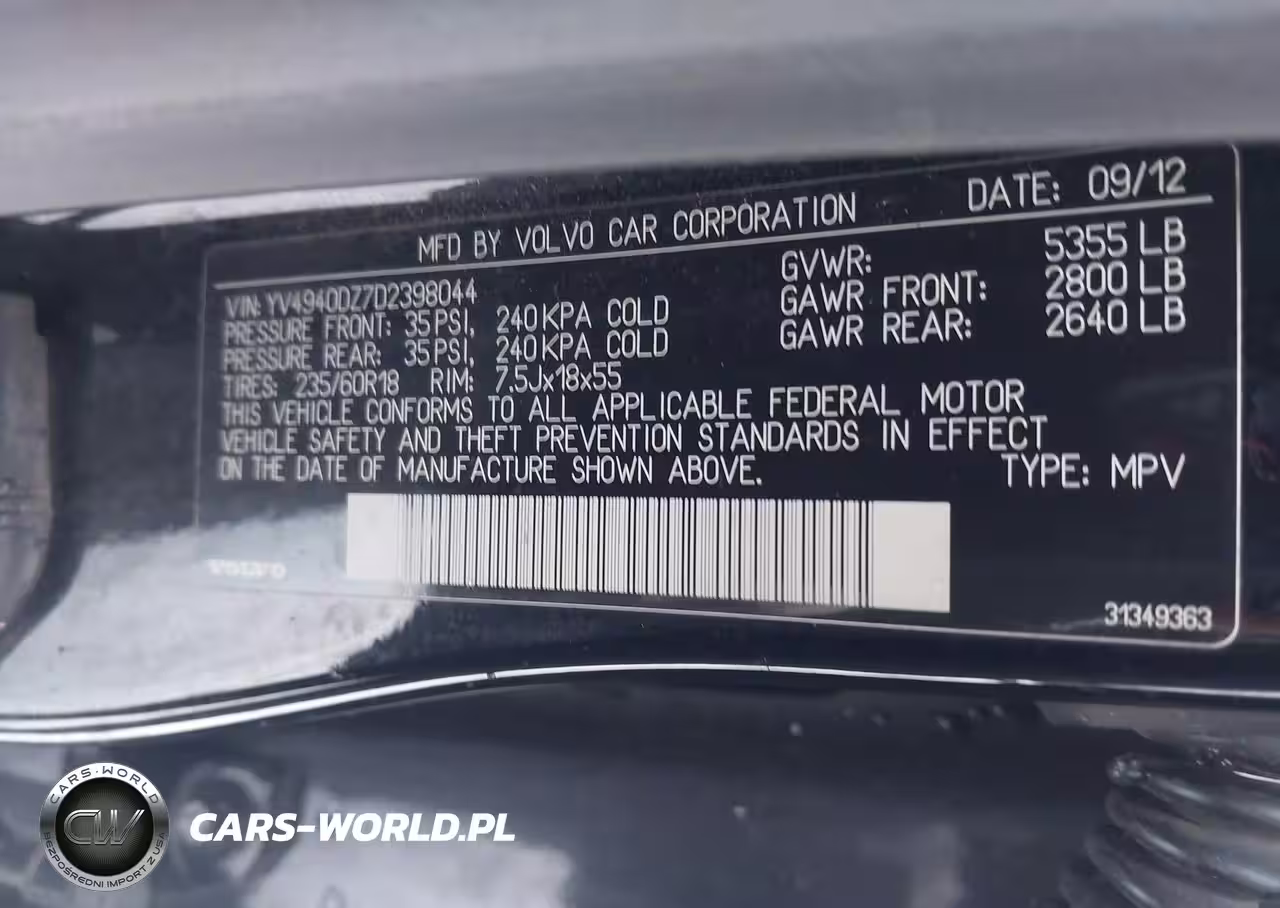 MFD BY VOLVO CAR CORPORATION DATE: 09/12
VIN: YV4940DZ7D2398044
GVWR: 5355 LB
PRESSURE FRONT: 35 PSI, 240 KPA COLD
GAWR FRONT: 2800 LB
PRESSURE REAR: 35 PSI, 240 KPA COLD
GAWR REAR: 2640 LB
TIRES: 235/60R18 RIM: 7.5Jx18x55
THIS VEHICLE CONFORMS TO ALL APPLICABLE FEDERAL MOTOR
VEHICLE SAFETY AND THEFT PREVENTION STANDARDS IN EFFECT
ON THE DATE OF MANUFACTURE SHOWN ABOVE.
TYPE: MPV
VOLVO
31349363
CARS·WORLD
CW
BEZPOŚREDNI IMPORT Z USA
CARS-WORLD.PL